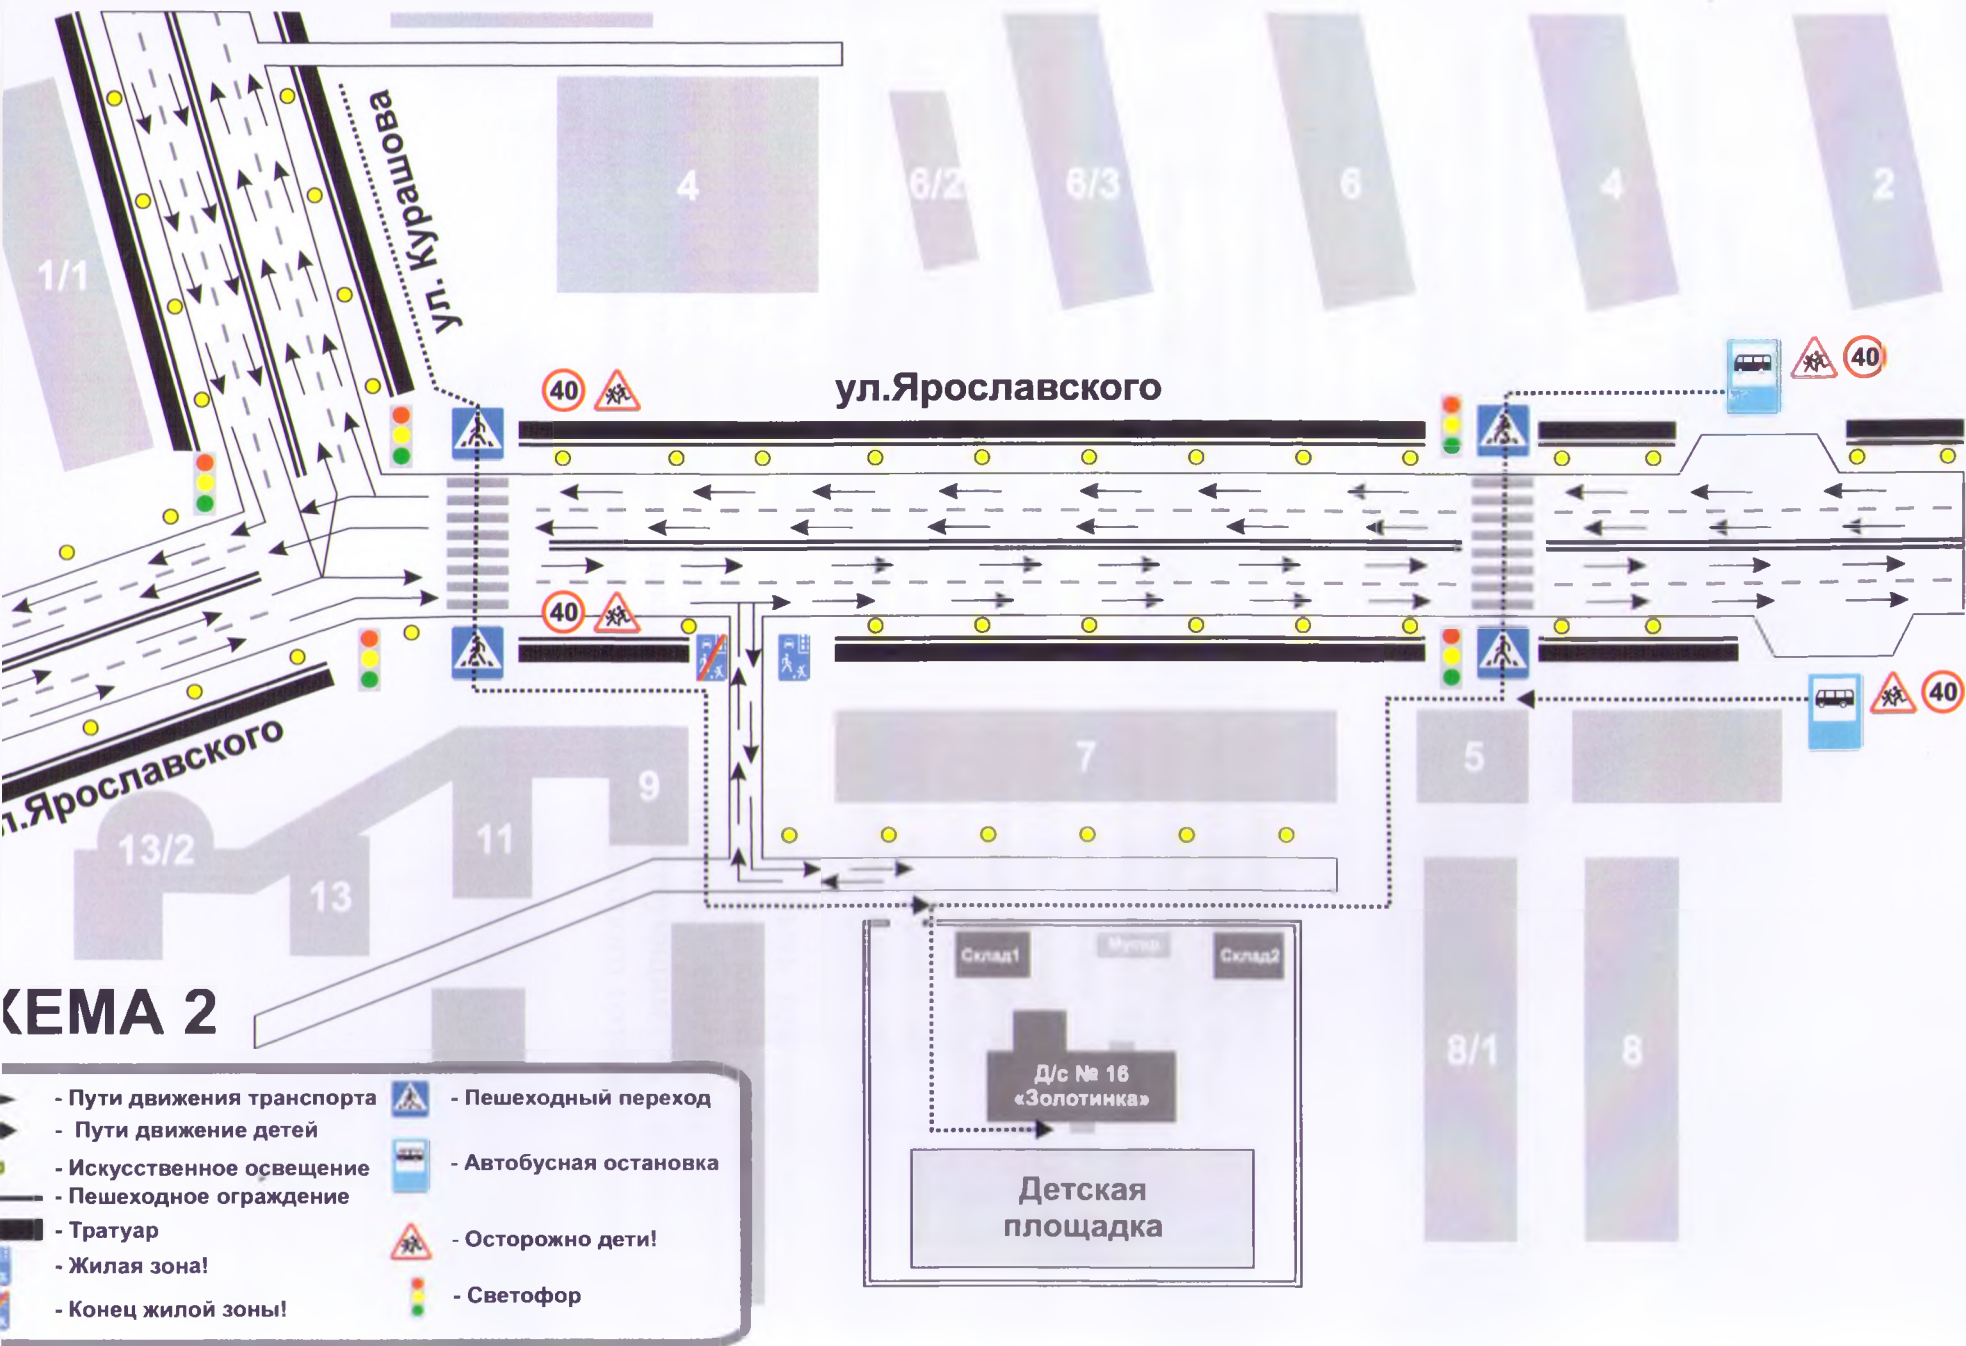 ул. Курашова
4
6/2
6/3
6
4
2
1/1
40
ул.Ярославского
40
40
40
л.Ярославского
9
7
5
13/2
11
13
Склад1
Мусор
Склад2
ХЕМА 2
8/1
8
Д/с № 16
«Золотинка»
Детская
площадка
- Пути движения транспорта
- Пути движение детей
- Искусственное освещение
- Пешеходное ограждение
- Тратуар
- Жилая зона!
- Конец жилой зоны!
- Пешеходный переход
- Автобусная остановка
- Осторожно дети!
- Светофор